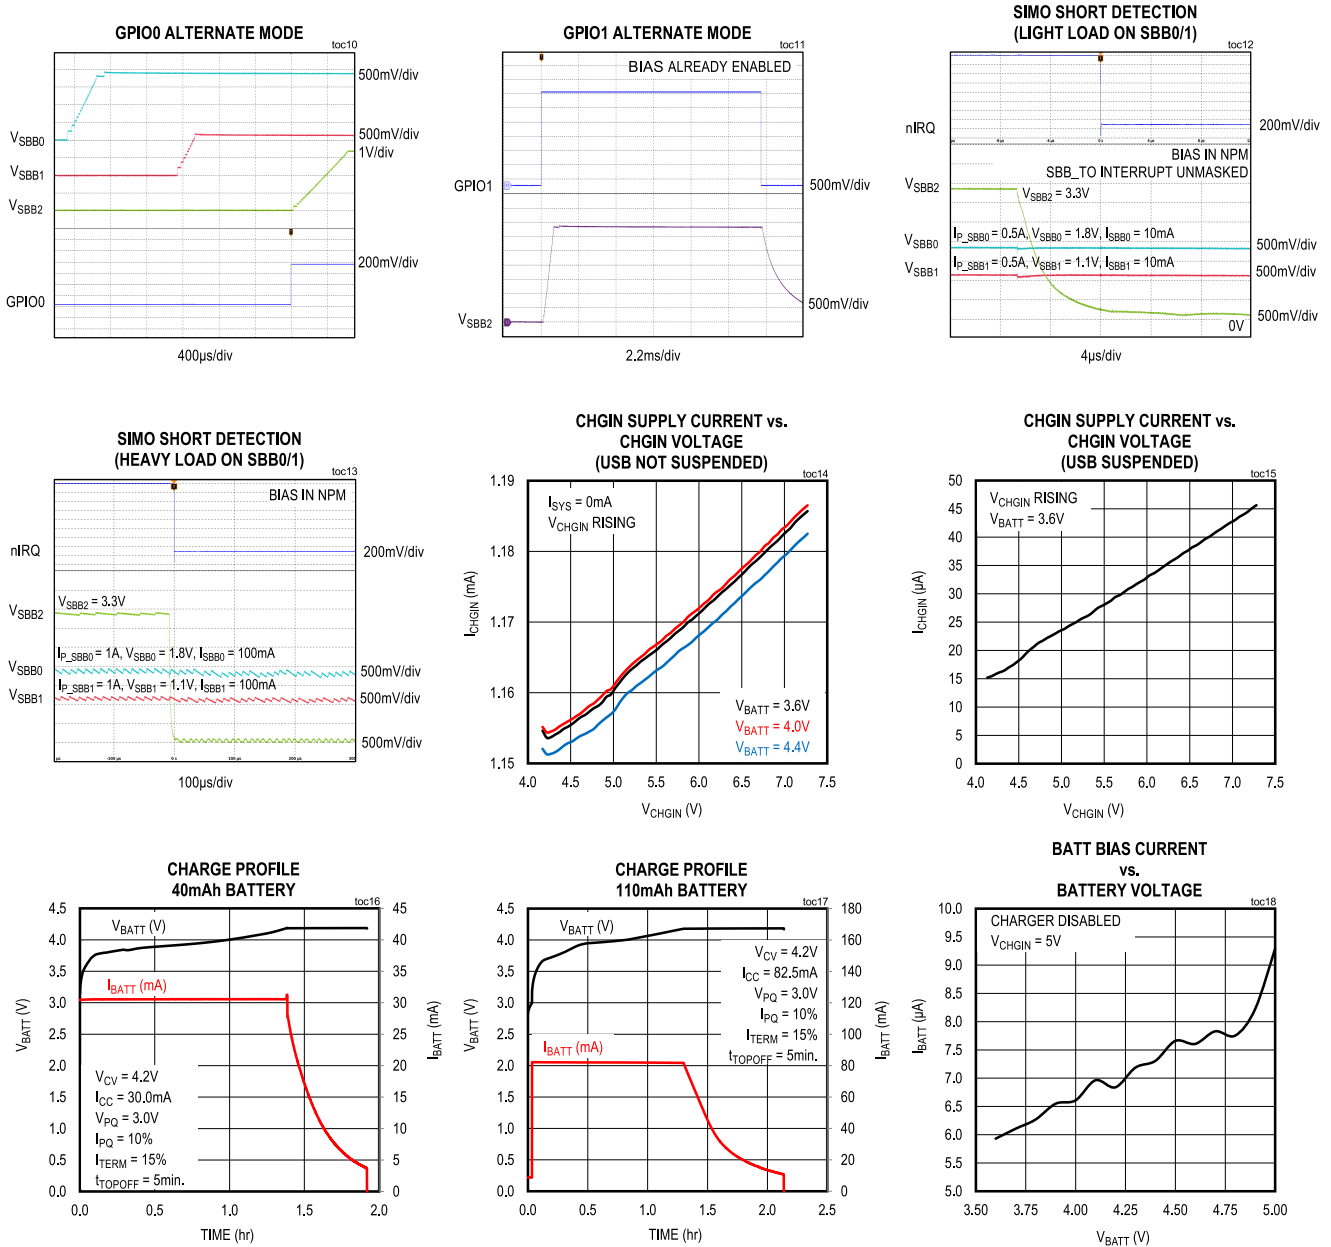 GPIO0 ALTERNATE MODE
toc10
500mV/div
VSBB0
500mV/div
1V/div
VSBB1
VSBB2
200mV/div
GPIO0
400µs/div
GPIO1 ALTERNATE MODE
toc11
BIAS ALREADY ENABLED
GPIO1
500mV/div
500mV/div
VSBB2
2.2ms/div
SIMO SHORT DETECTION
(LIGHT LOAD ON SBB0/1)
toc12
nIRQ
200mV/div
BIAS IN NPM
SBB_TO INTERRUPT UNMASKED
VSBB2
VSBB2 = 3.3V
IP_SBB0 = 0.5A, VSBB0 = 1.8V, ISBB0 = 10mA
VSBB0
500mV/div
IP_SBB1 = 0.5A, VSBB1 = 1.1V, ISBB1 = 10mA
VSBB1
500mV/div
500mV/div
0V
4µs/div
SIMO SHORT DETECTION
(HEAVY LOAD ON SBB0/1)
toc13
BIAS IN NPM
nIRQ
200mV/div
VSBB2 = 3.3V
VSBB2
IP_SBB0 = 1A, VSBB0 = 1.8V, ISBB0 = 100mA
VSBB0
500mV/div
IP_SBB1 = 1A, VSBB1 = 1.1V, ISBB1 = 100mA
VSBB1
500mV/div
500mV/div
100µs/div
CHGIN SUPPLY CURRENT vs.
CHGIN VOLTAGE
(USB NOT SUSPENDED)
toc14
1.19
1.18
1.17
1.16
1.15
ICHGIN (mA)
ISYS = 0mA
VCHGIN RISING
VBATT = 3.6V
VBATT = 4.0V
VBATT = 4.4V
4.0 4.5 5.0 5.5 6.0 6.5 7.0 7.5
VCHGIN (V)
CHGIN SUPPLY CURRENT vs.
CHGIN VOLTAGE
(USB SUSPENDED)
toc15
50
45
40
35
30
25
20
15
10
5
0
ICHGIN (µA)
VCHGIN RISING
VBATT = 3.6V
4.0 4.5 5.0 5.5 6.0 6.5 7.0 7.5
VCHGIN (V)
CHARGE PROFILE
40mAh BATTERY
toc16
4.5
4.0
3.5
3.0
2.5
2.0
1.5
1.0
0.5
0.0
VBATT (V)
VBATT (V)
IBATT (mA)
VCV = 4.2V
ICC = 30.0mA
VPQ = 3.0V
IPQ = 10%
ITERM = 15%
tTOPOFF = 5min.
45
40
35
30
25
20
15
10
5
0
IBATT (mA)
0.0 0.5 1.0 1.5 2.0
TIME (hr)
CHARGE PROFILE
110mAh BATTERY
toc17
4.5
4.0
3.5
3.0
2.5
2.0
1.5
1.0
0.5
0.0
VBATT (V)
VBATT (V)
VCV = 4.2V
ICC = 82.5mA
VPQ = 3.0V
IPQ = 10%
ITERM = 15%
tTOPOFF = 5min.
IBATT (mA)
180
160
140
120
100
80
60
40
20
0
IBATT (mA)
0.0 0.5 1.0 1.5 2.0 2.5
TIME (hr)
BATT BIAS CURRENT
vs.
BATTERY VOLTAGE
toc18
10.0
9.5
9.0
8.5
8.0
7.5
7.0
6.5
6.0
5.5
5.0
IBATT (µA)
CHARGER DISABLED
VCHGIN = 5V
3.50 3.75 4.00 4.25 4.50 4.75 5.00
VBATT (V)